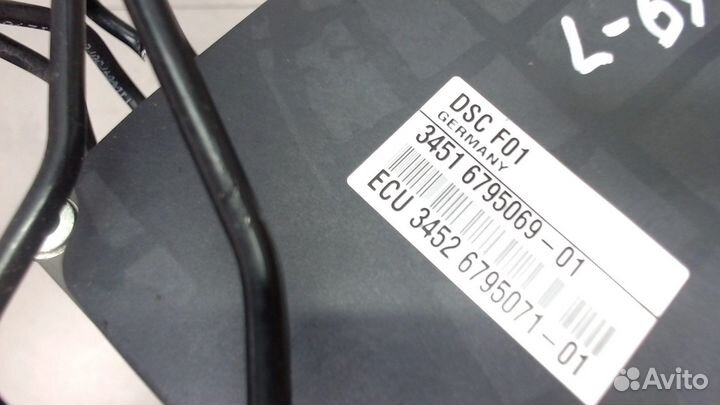 DSC F01
GERMANY
3451 6795069-01
ECU 3452 6795071-01
Avito